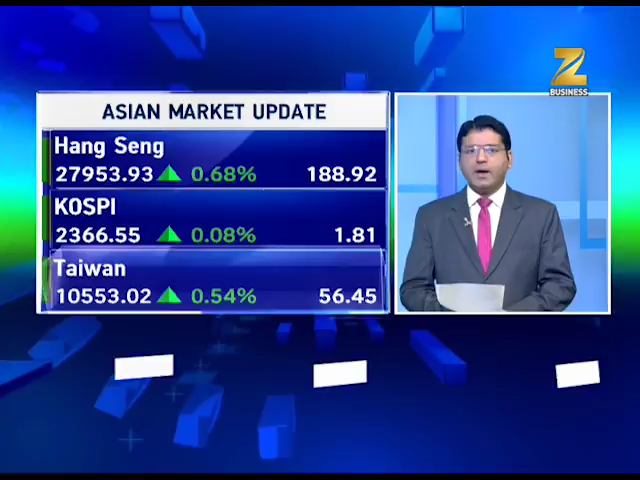 Z
BUSINESS
ASIAN MARKET UPDATE
Hang Seng
27953.93 ▲ 0.68% 188.92
KOSPI
2366.55 ▲ 0.08% 1.81
Taiwan
10553.02 ▲ 0.54% 56.45